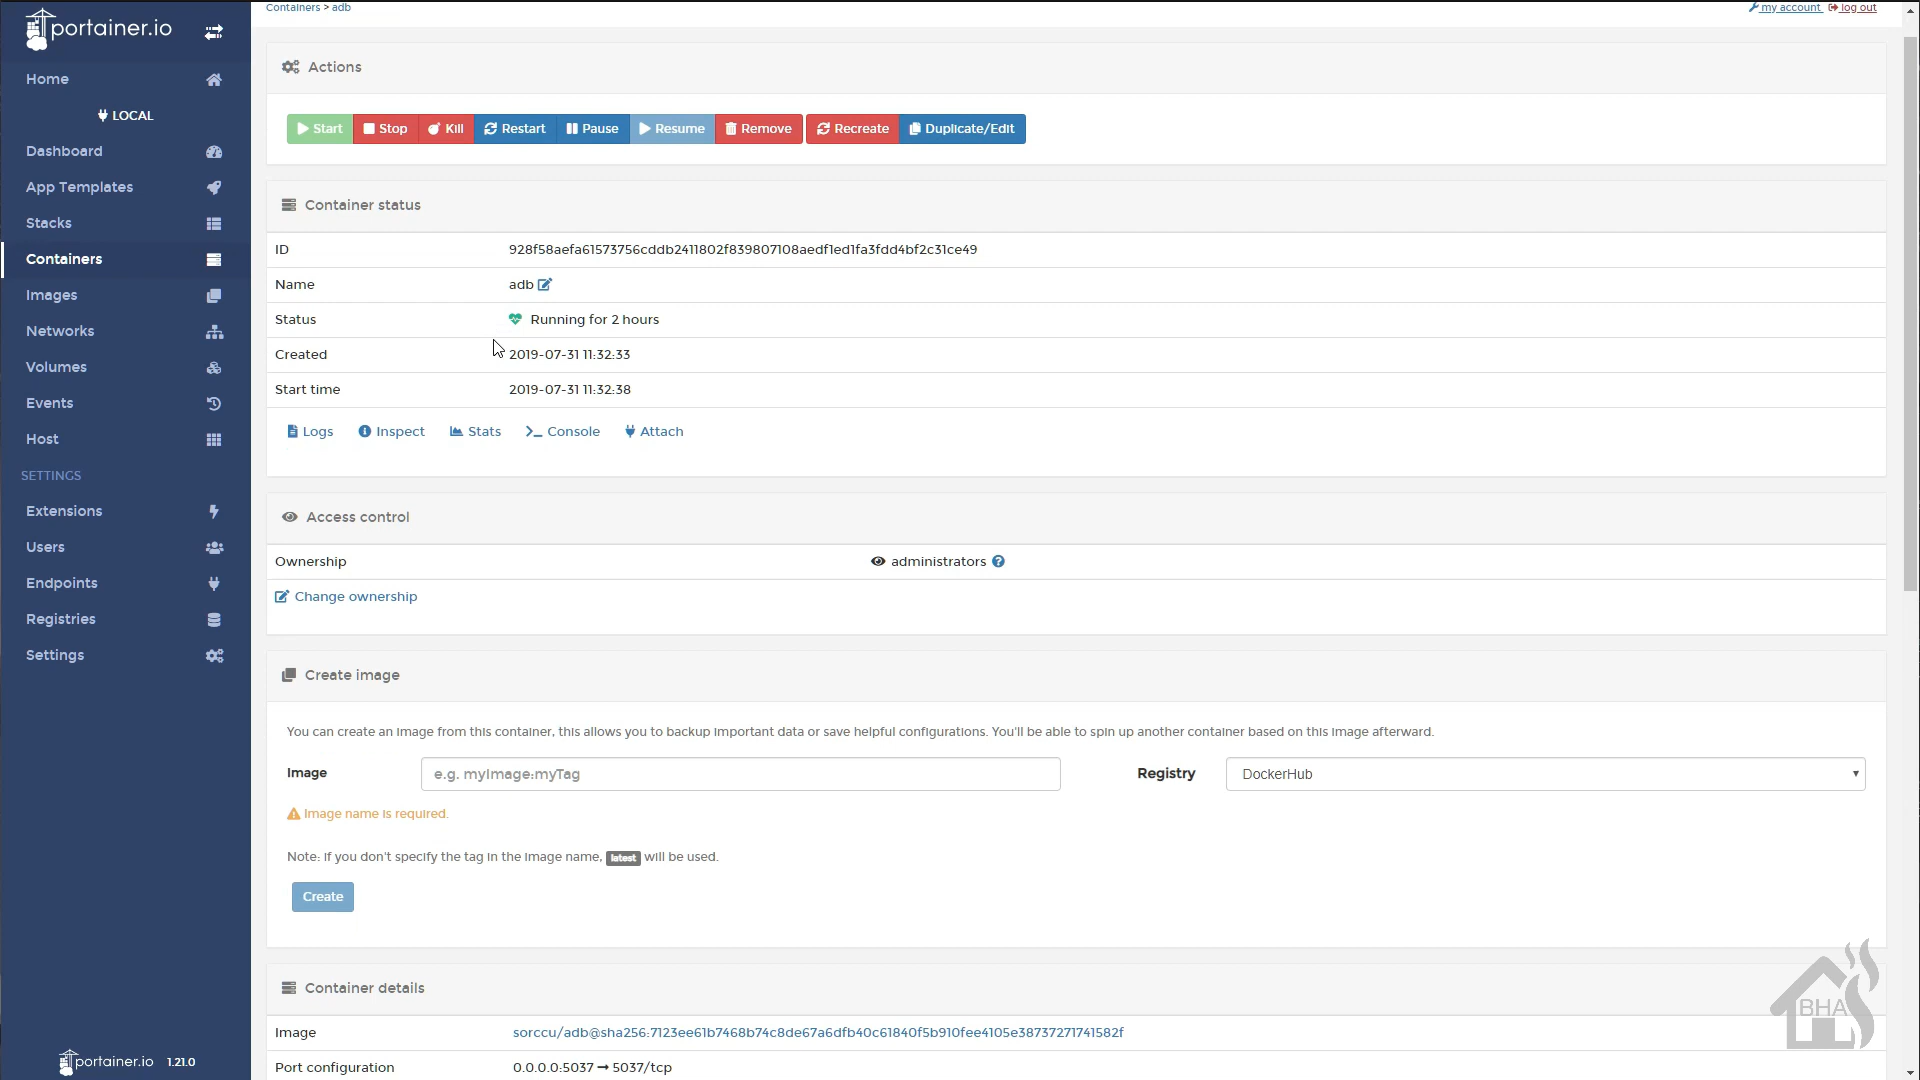 Containers > adb
my account log out
portainer.io
Home
LOCAL
Dashboard
App Templates
Stacks
Containers
Images
Networks
Volumes
Events
Host
SETTINGS
Extensions
Users
Endpoints
Registries
Settings
portainer.io 1.21.0
Actions
Start Stop Kill Restart Pause Resume Remove Recreate Duplicate/Edit
Container status
ID 928f58aefa61573756cddb2411802f839807108aedf1ed1fa3fdd4bf2c31ce49
Name adb
Status Running for 2 hours
Created 2019-07-31 11:32:33
Start time 2019-07-31 11:32:38
Logs Inspect Stats Console Attach
Access control
Ownership administrators
Change ownership
Create image
You can create an image from this container, this allows you to backup important data or save helpful configurations. You'll be able to spin up another container based on this image afterward.
Image e.g. myImage:myTag Registry DockerHub
Image name is required.
Note: if you don't specify the tag in the image name, latest will be used.
Create
Container details
Image sorccu/adb@sha256:7123ee61b7468b74c8de67a6dfb40c61840f5b910fee4105e38737271741582f
Port configuration 0.0.0.0:5037 → 5037/tcp
BHA